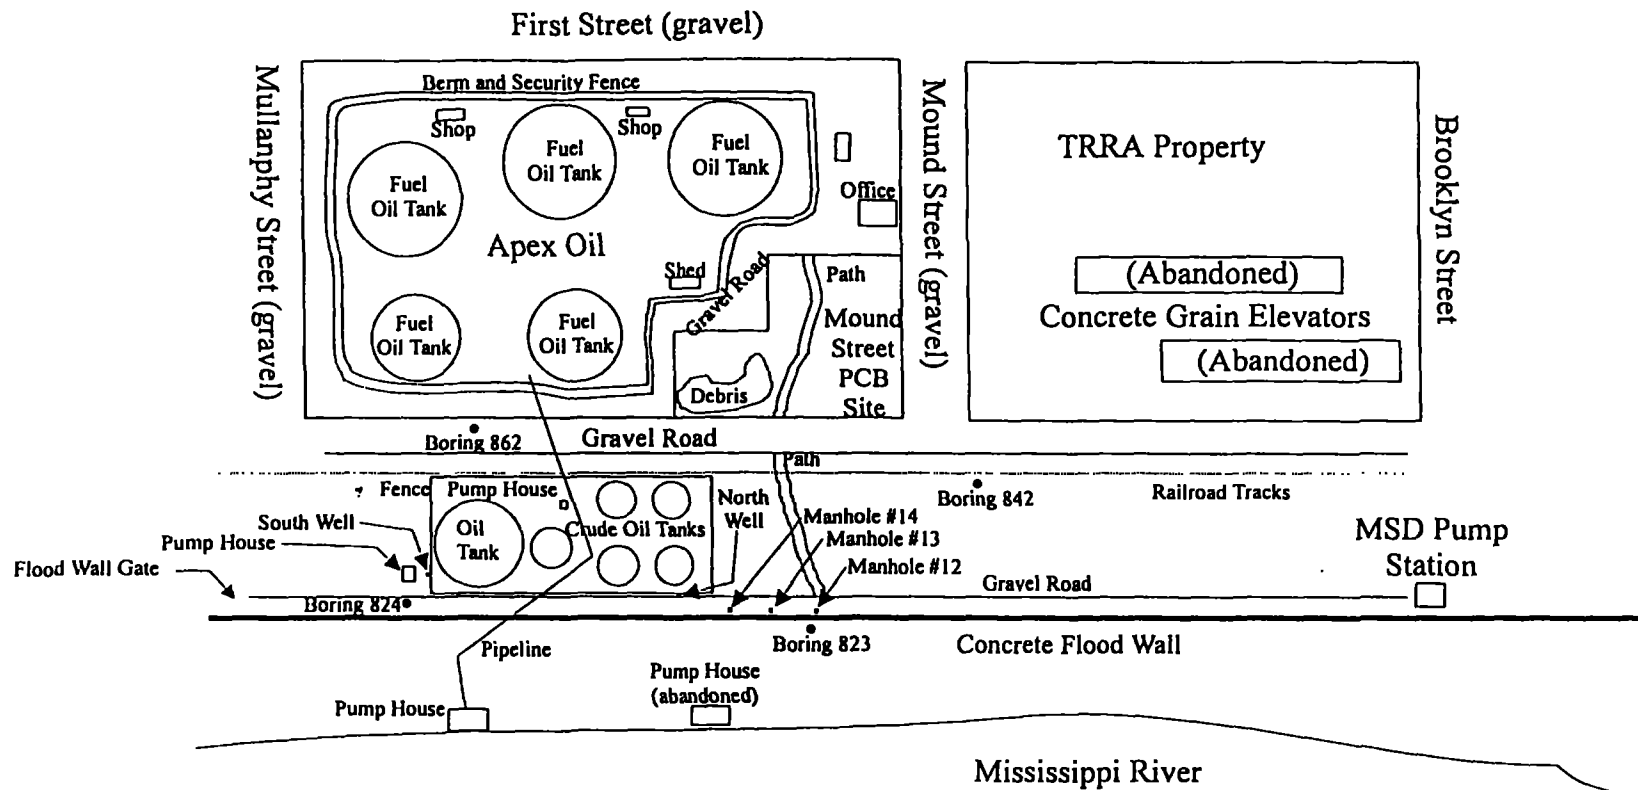 First Street (gravel)
Mullanphy Street (gravel)
Berm and Security Fence
Shop
Shop
Fuel
Oil Tank
Fuel
Oil Tank
Fuel
Oil Tank
Office
Apex Oil
Shed
Gravel Road
Path
Fuel
Oil Tank
Fuel
Oil Tank
Mound
Street
PCB
Site
Debris
Mound Street (gravel)
TRRA Property
(Abandoned)
Concrete Grain Elevators
(Abandoned)
Brooklyn Street
Boring 862
Gravel Road
Path
Fence
Pump House
North
Well
Boring 842
Railroad Tracks
South Well
Pump House
Flood Wall Gate
Oil
Tank
Crude Oil Tanks
Manhole #14
Manhole #13
Manhole #12
Gravel Road
MSD Pump
Station
Boring 824
Boring 823
Concrete Flood Wall
Pipeline
Pump House
(abandoned)
Pump House
Mississippi River